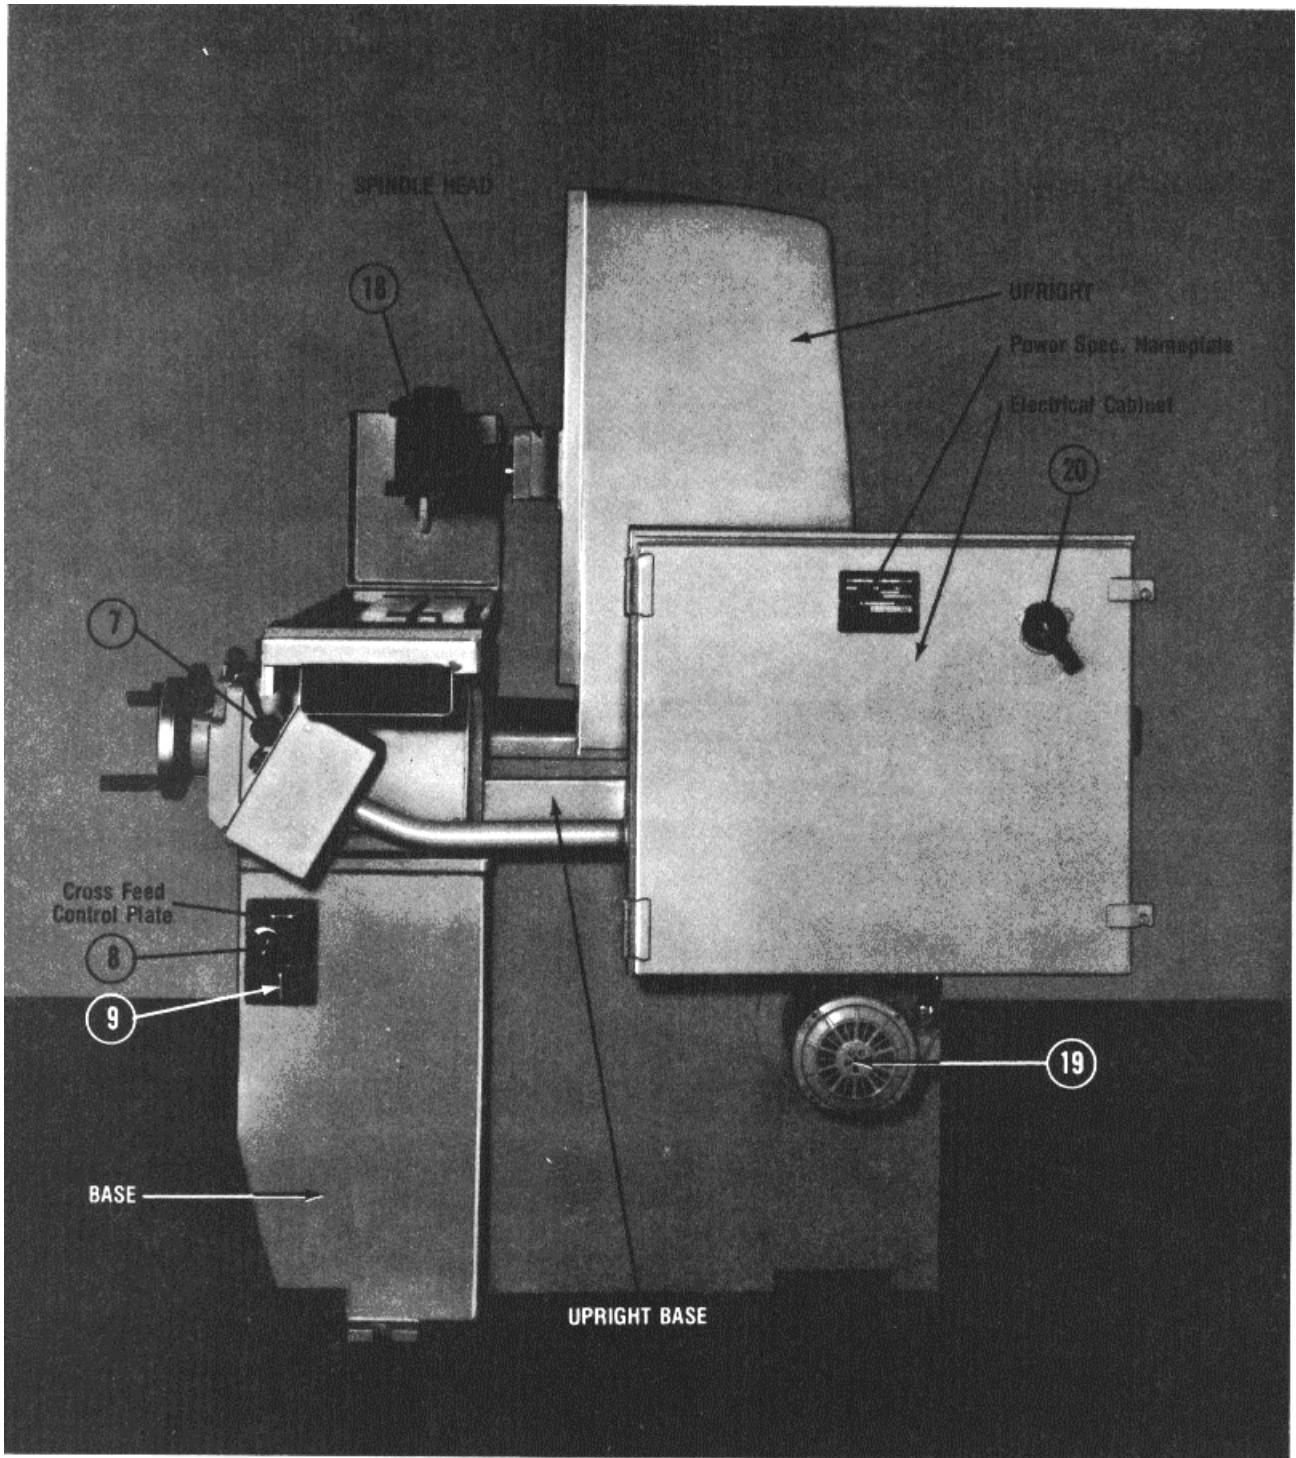 SPINDLE HEAD
18
UPRIGHT
Power Spec. Nameplate
Electrical Cabinet
20
7
Cross Feed
Control Plate
8
9
19
BASE
UPRIGHT BASE